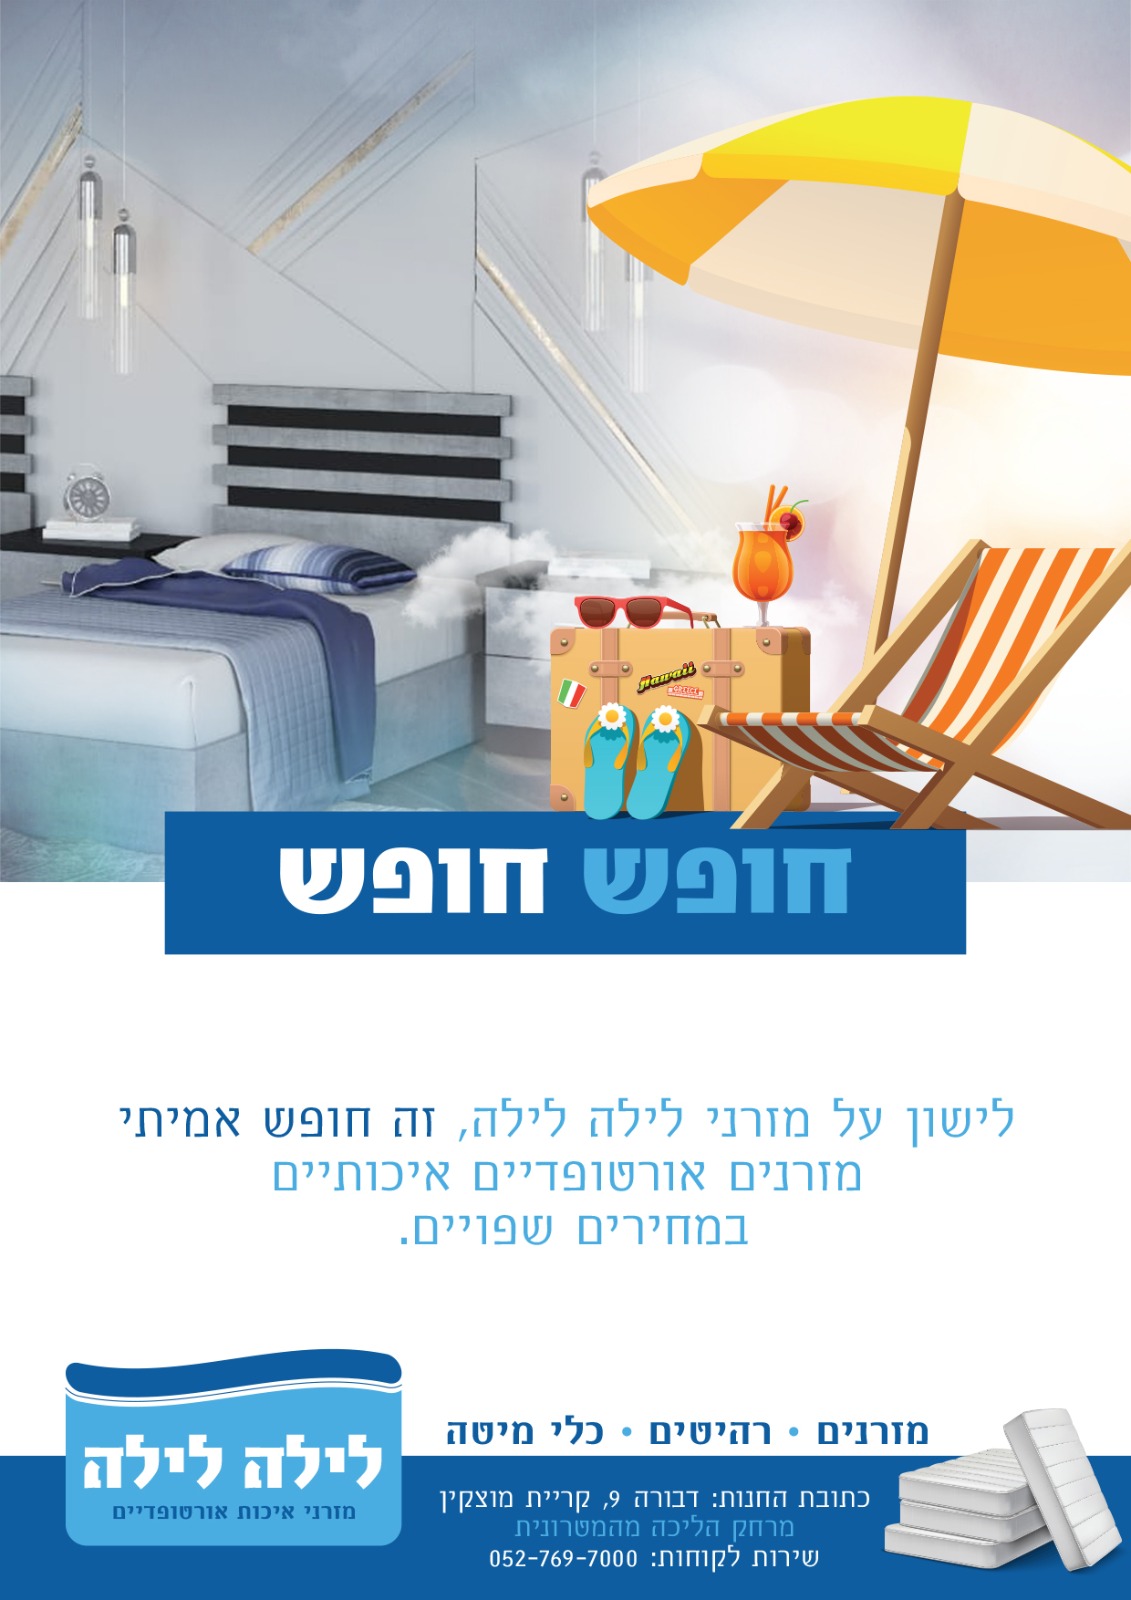 Hawaii
חופש חופש
לישון על מזרני לילה לילה, זה חופש אמיתי
מזרנים אורטופדיים איכותיים
במחירים שפויים.
לילה לילה
מזרני איכות אורטופדיים
מזרנים • רהיטים • כלי מיטה
כתובת החנות: דבורה 9, קריית מוצקין
מרחק הליכה מהמטרונית
שירות לקוחות: 052-769-7000